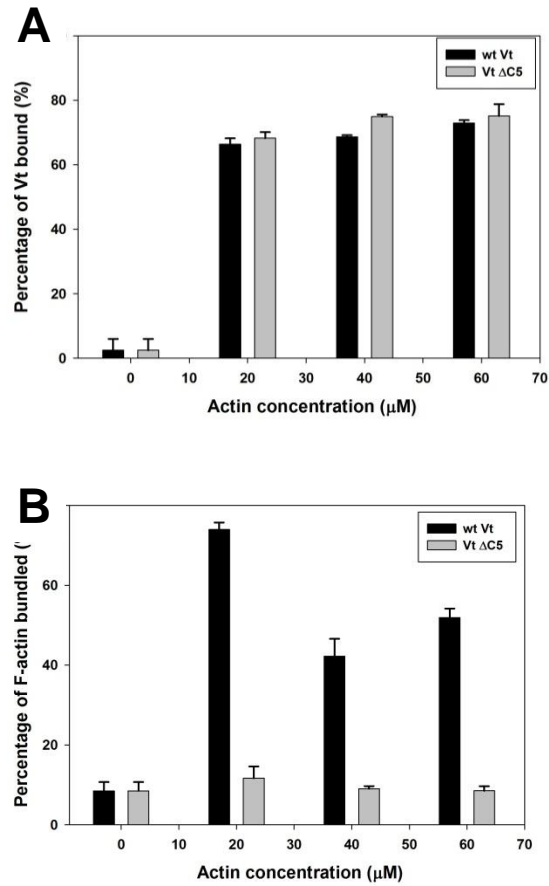 A
wt Vt
Vt ΔC5
Percentage of Vt bound (%)
80
60
40
20
0
0 10 20 30 40 50 60 70
Actin concentration (μM)
B
wt Vt
Vt ΔC5
Percentage of F-actin bundled (
60
40
20
0
0 10 20 30 40 50 60 70
Actin concentration (μM)